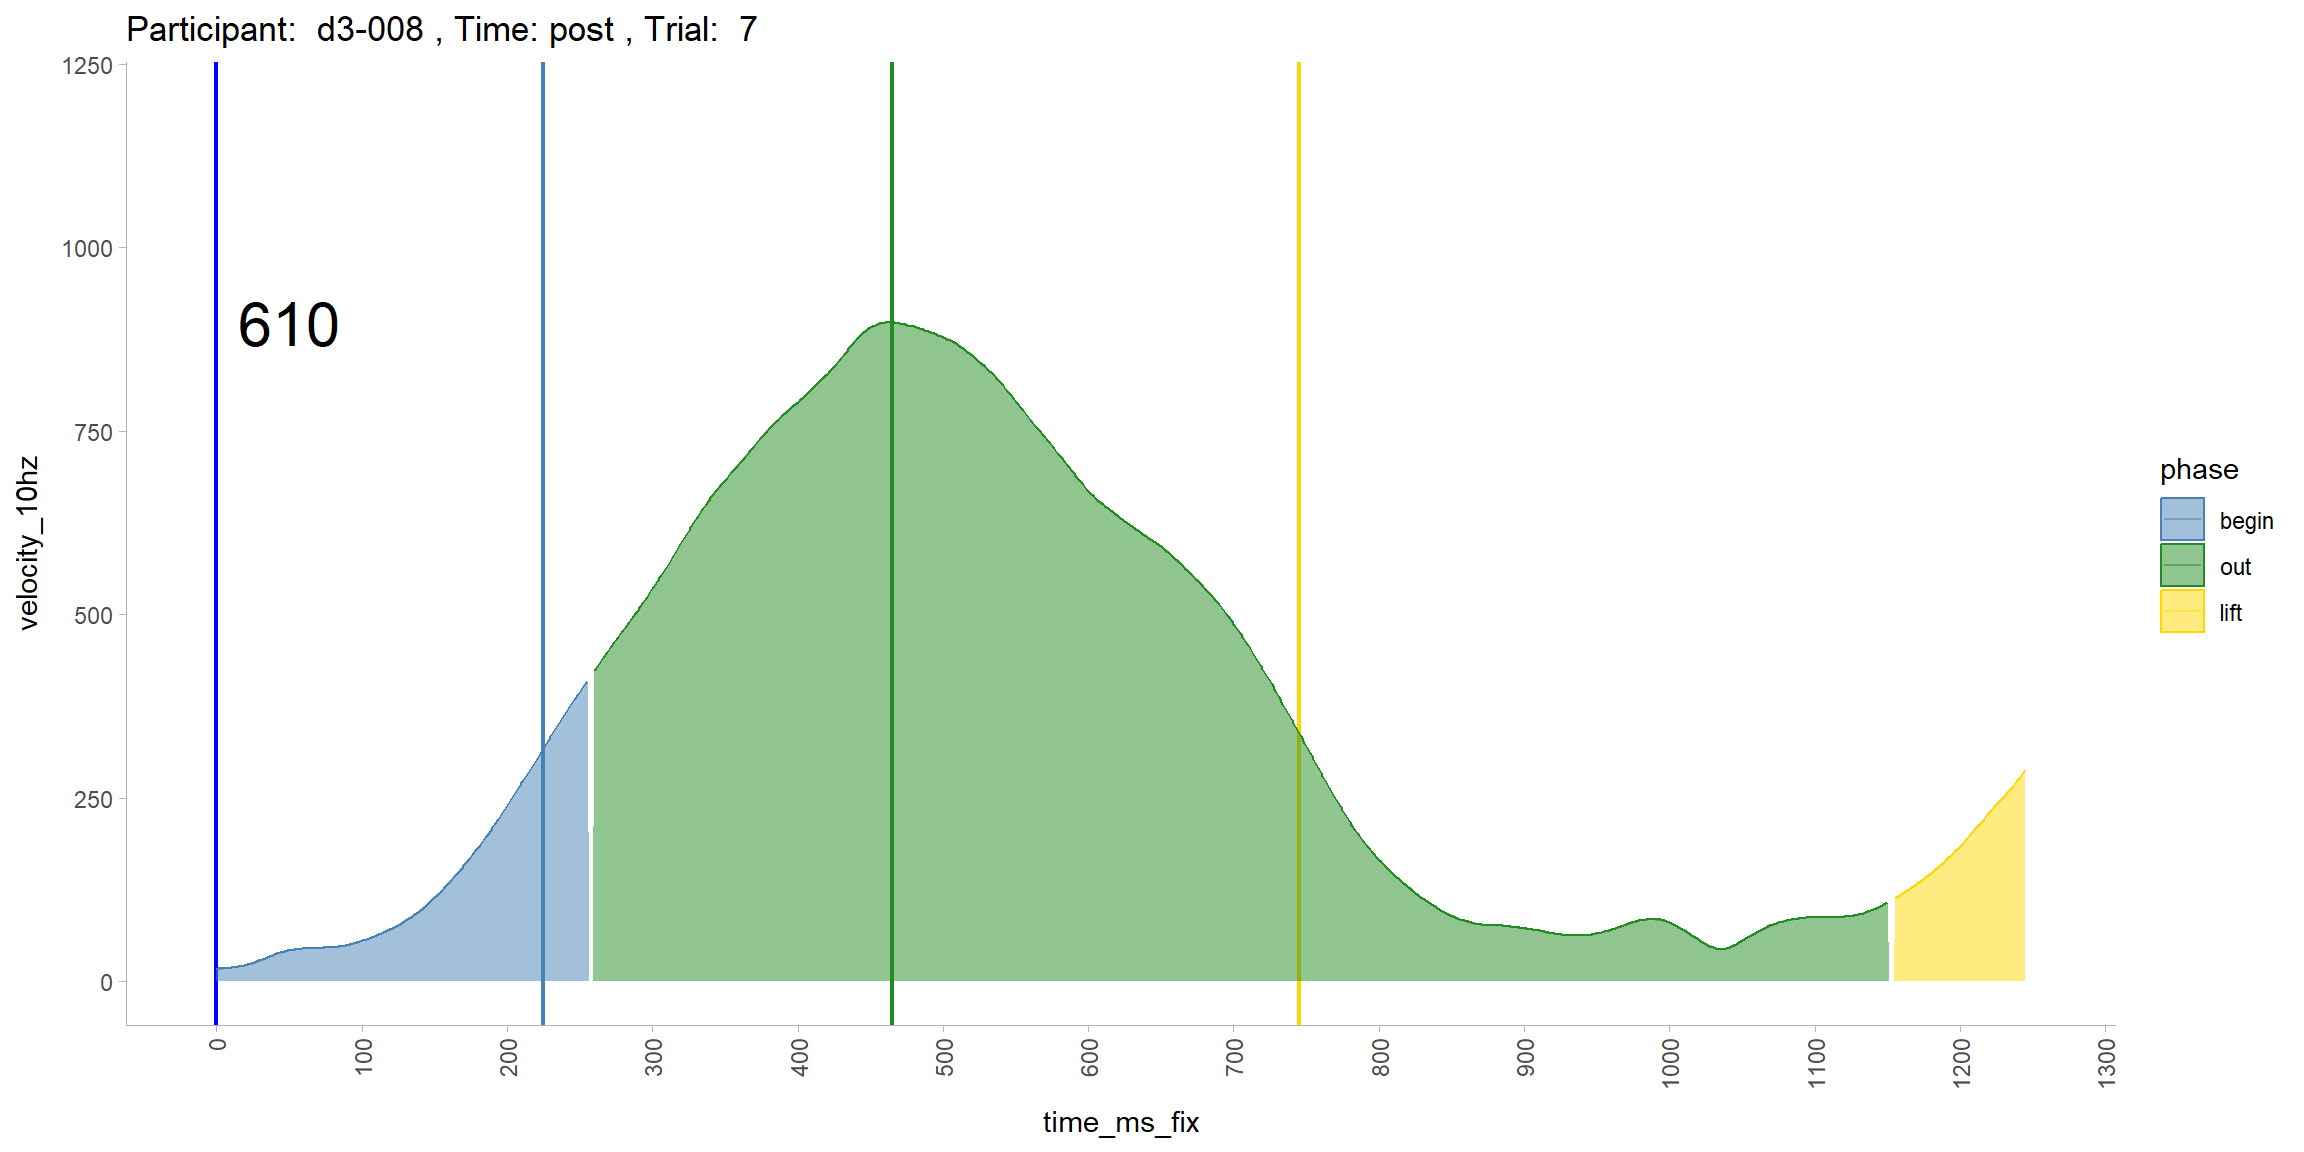 Participant:  d3-008 , Time: post , Trial:  7
1250
1000
750
500
250
0
610
velocity_10hz
0 100 200 300 400 500 600 700 800 900 1000 1100 1200 1300
time_ms_fix
phase
begin
out
lift